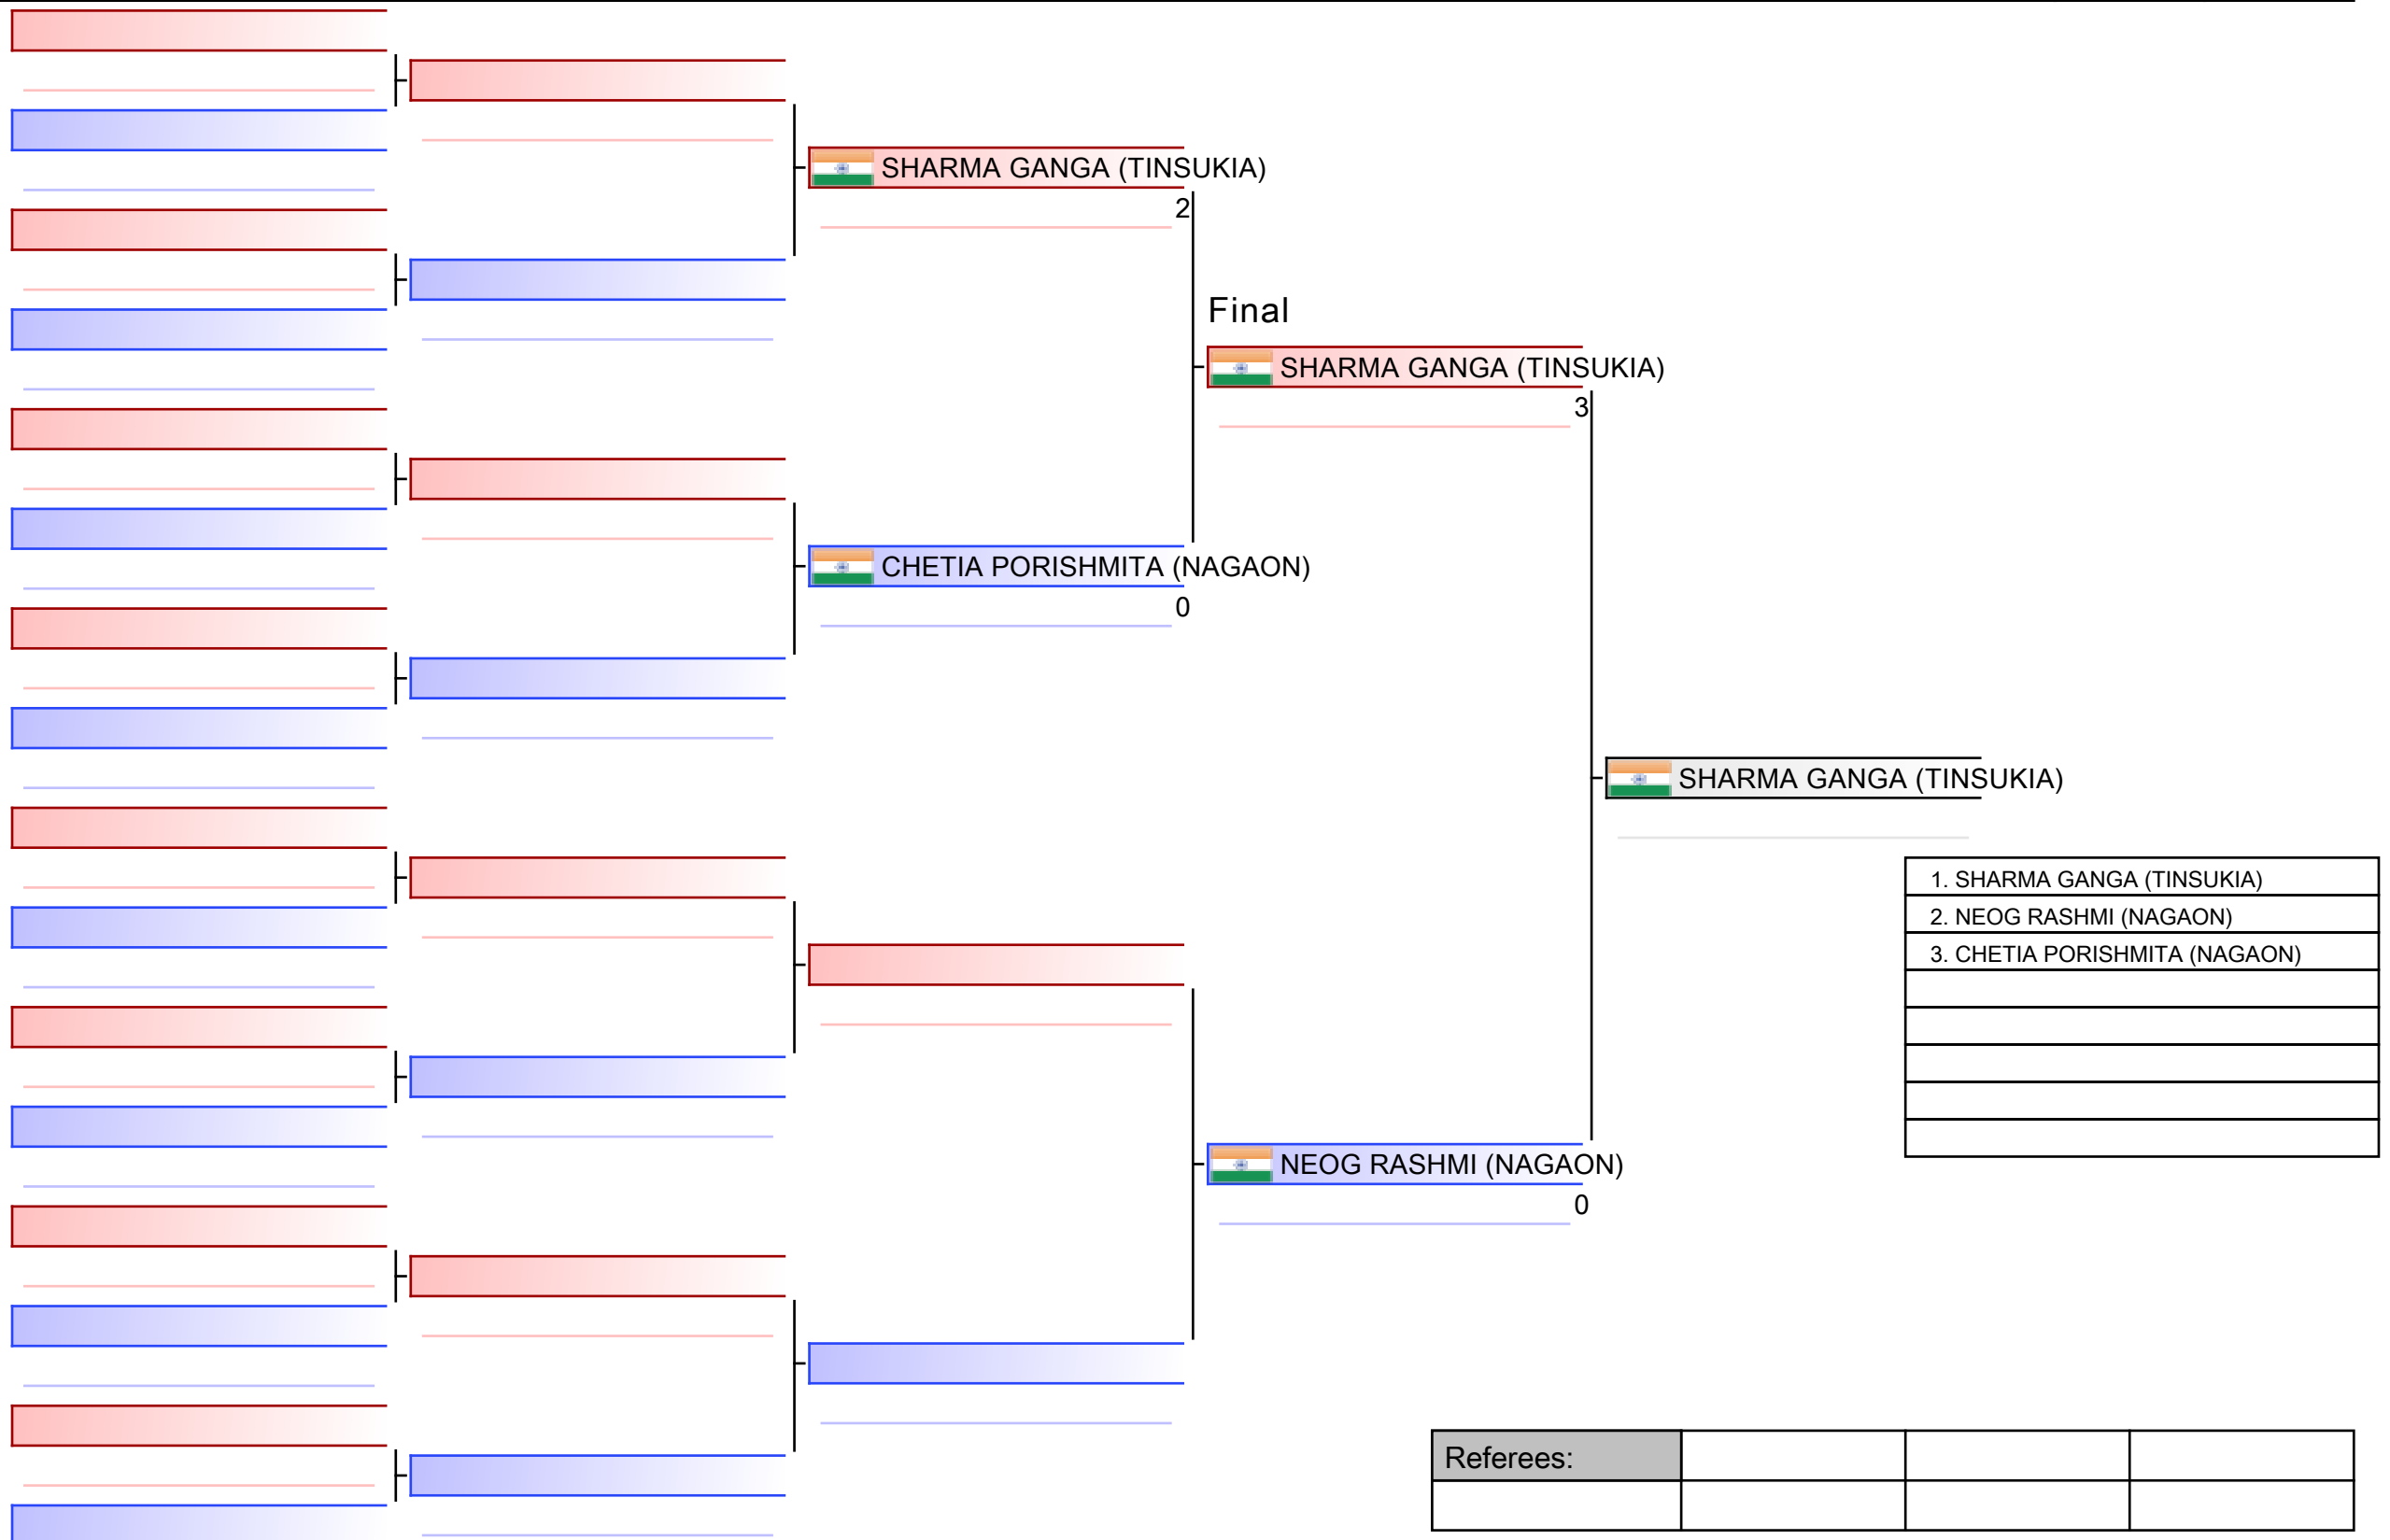 SHARMA GANGA (TINSUKIA)
2
Final
SHARMA GANGA (TINSUKIA)
3
CHETIA PORISHMITA (NAGAON)
0
SHARMA GANGA (TINSUKIA)
1. SHARMA GANGA (TINSUKIA)
2. NEOG RASHMI (NAGAON)
3. CHETIA PORISHMITA (NAGAON)
NEOG RASHMI (NAGAON)
0
Referees: